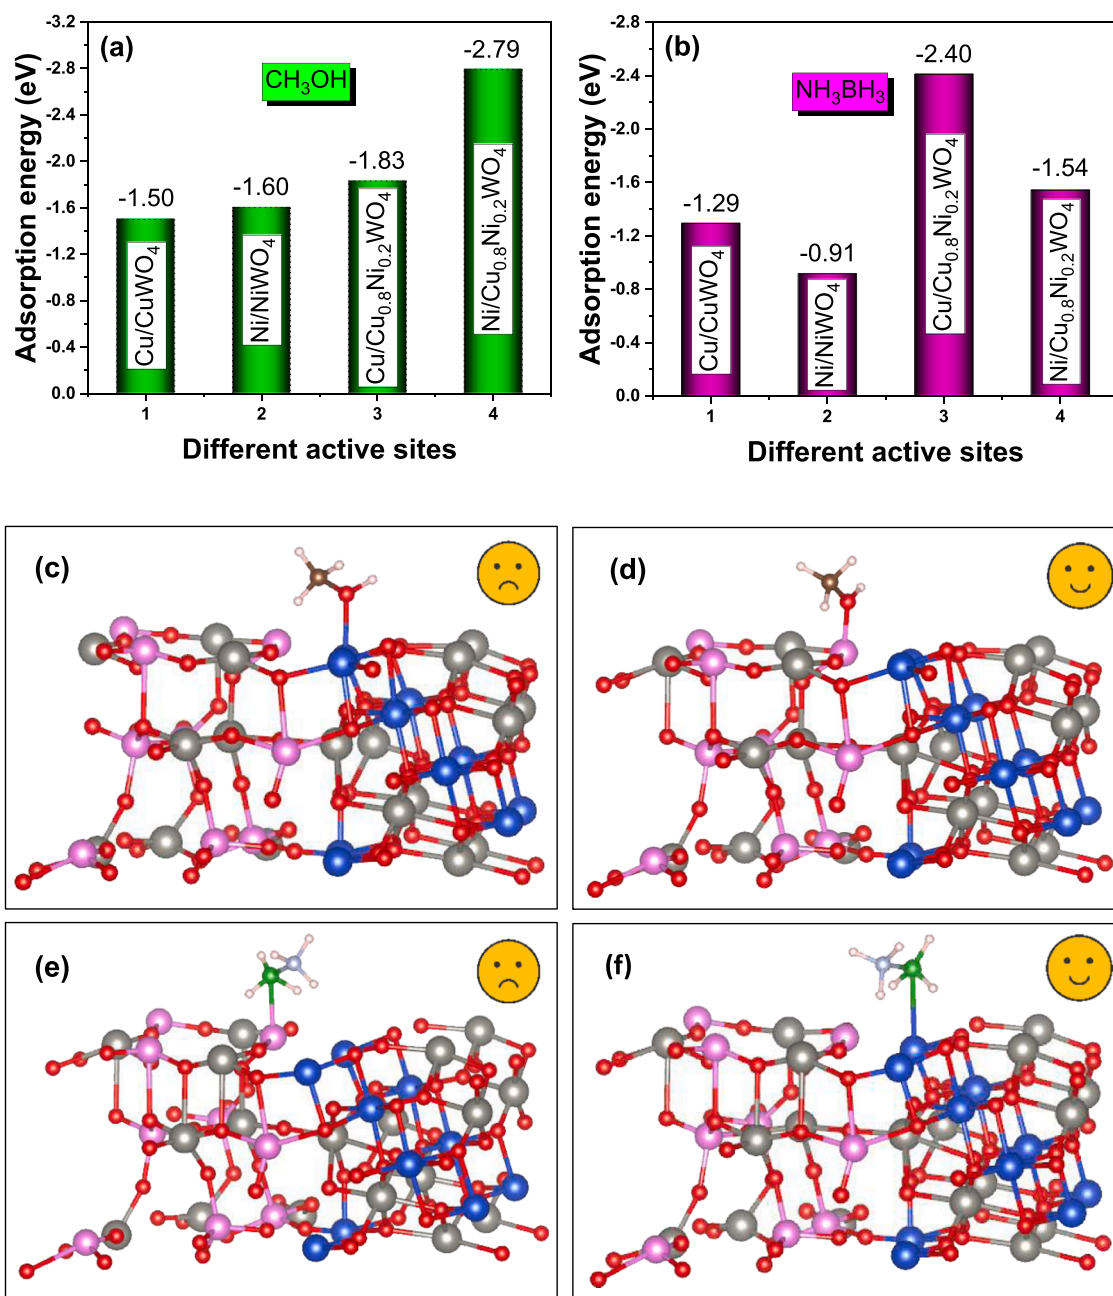 (a)
CH₃OH
-3.2
-2.8
-2.4
-2.0
-1.6
-1.2
-0.8
-0.4
0.0
Adsorption energy (eV)
-1.50
-1.60
-1.83
-2.79
Cu/CuWO₄
Ni/NiWO₄
Cu/Cu₀.₈Ni₀.₂WO₄
Ni/Cu₀.₈Ni₀.₂WO₄
1 2 3 4
Different active sites
(b)
NH₃BH₃
-2.8
-2.4
-2.0
-1.6
-1.2
-0.8
-0.4
0.0
Adsorption energy (eV)
-1.29
-0.91
-2.40
-1.54
Cu/CuWO₄
Ni/NiWO₄
Cu/Cu₀.₈Ni₀.₂WO₄
Ni/Cu₀.₈Ni₀.₂WO₄
1 2 3 4
Different active sites
(c)
(d)
(e)
(f)